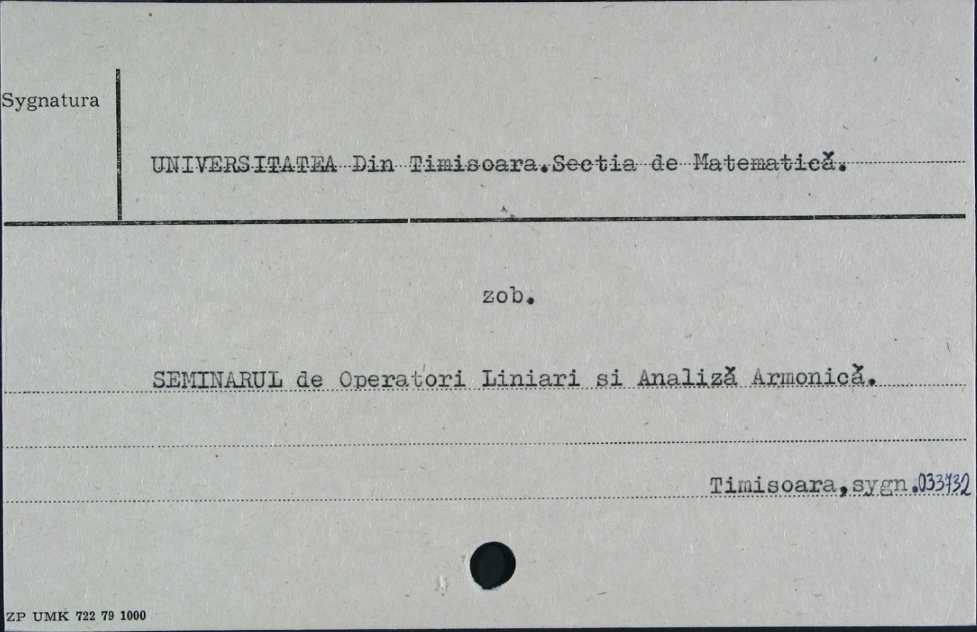 Sygnatura
UNIVERSITATEA Din Timisoara.Sectia de Matematică.
zob.
SEMINARUL de Operatori Liniari si Analiză Armonică.
Timisoara,sygn.033732
ZP UMK 722 79 1000